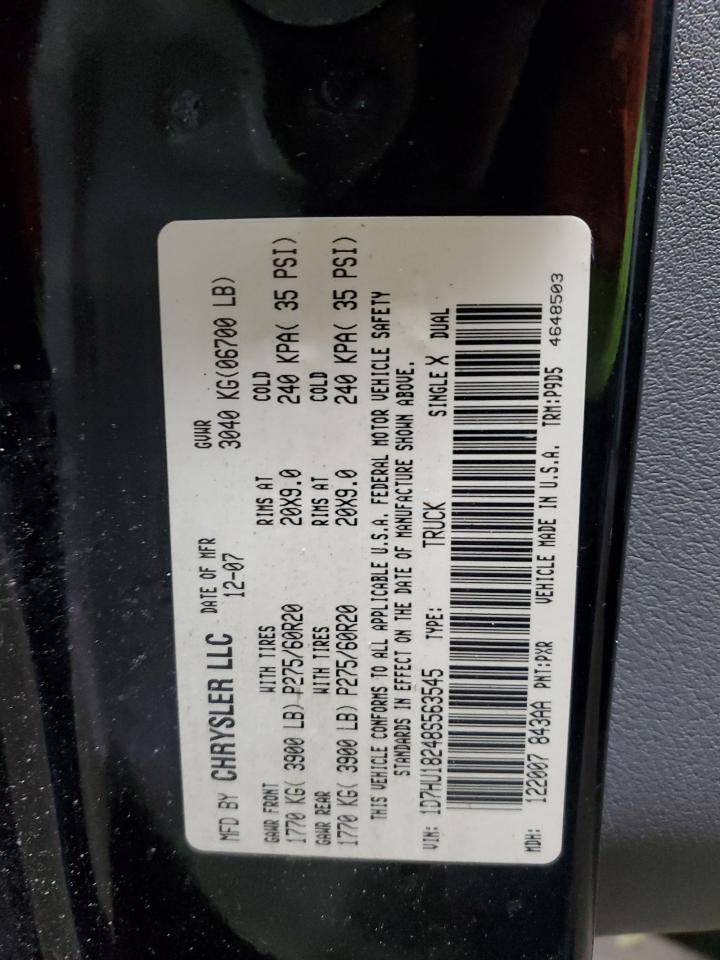 MFD BY CHRYSLER LLC DATE OF MFR GVWR
12-07 3040 KG(06700 LB)
GAWR FRONT WITH TIRES RIMS AT COLD
1770 KG( 3900 LB) P275/60R20 20X9.0 240 KPA( 35 PSI)
GAWR REAR WITH TIRES RIMS AT COLD
1770 KG( 3900 LB) P275/60R20 20X9.0 240 KPA( 35 PSI)
THIS VEHICLE CONFORMS TO ALL APPLICABLE U.S.A. FEDERAL MOTOR VEHICLE SAFETY
STANDARDS IN EFFECT ON THE DATE OF MANUFACTURE SHOWN ABOVE.
VIN: 1D7HU18248S563545 TYPE: TRUCK SINGLE X DUAL
MDH: 122007 843AA PNT:PXR VEHICLE MADE IN U.S.A. TRM:P9D5 4648503